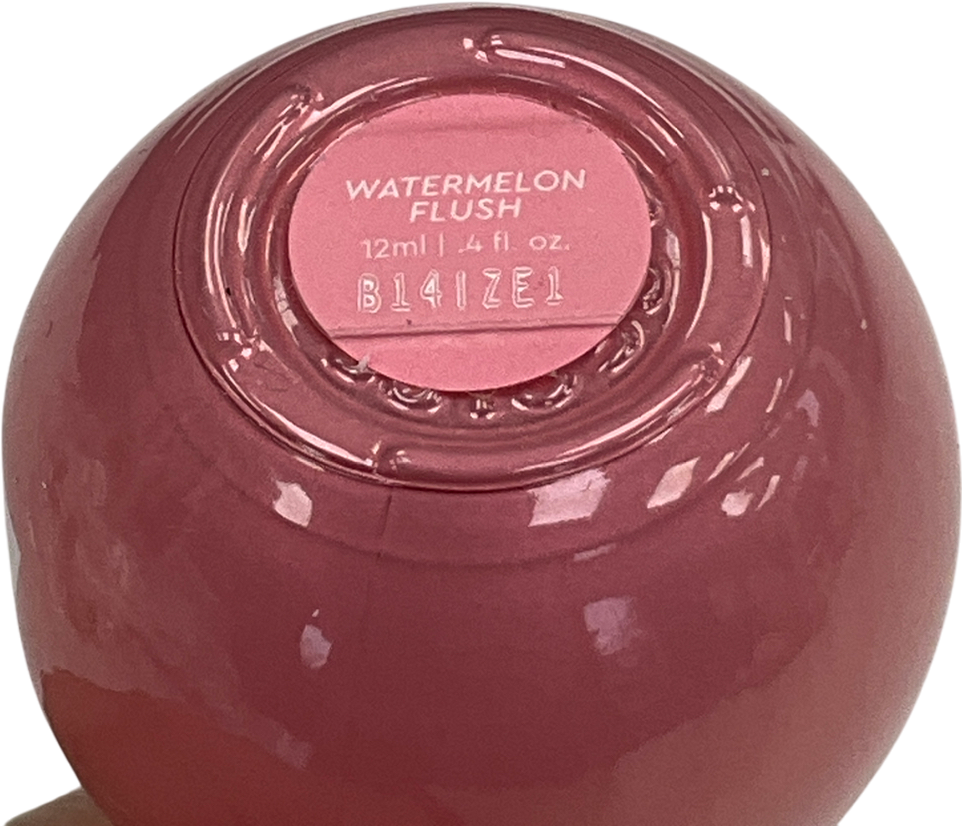 WATERMELON
FLUSH
12ml | .4 fl. oz.
B141ZE1